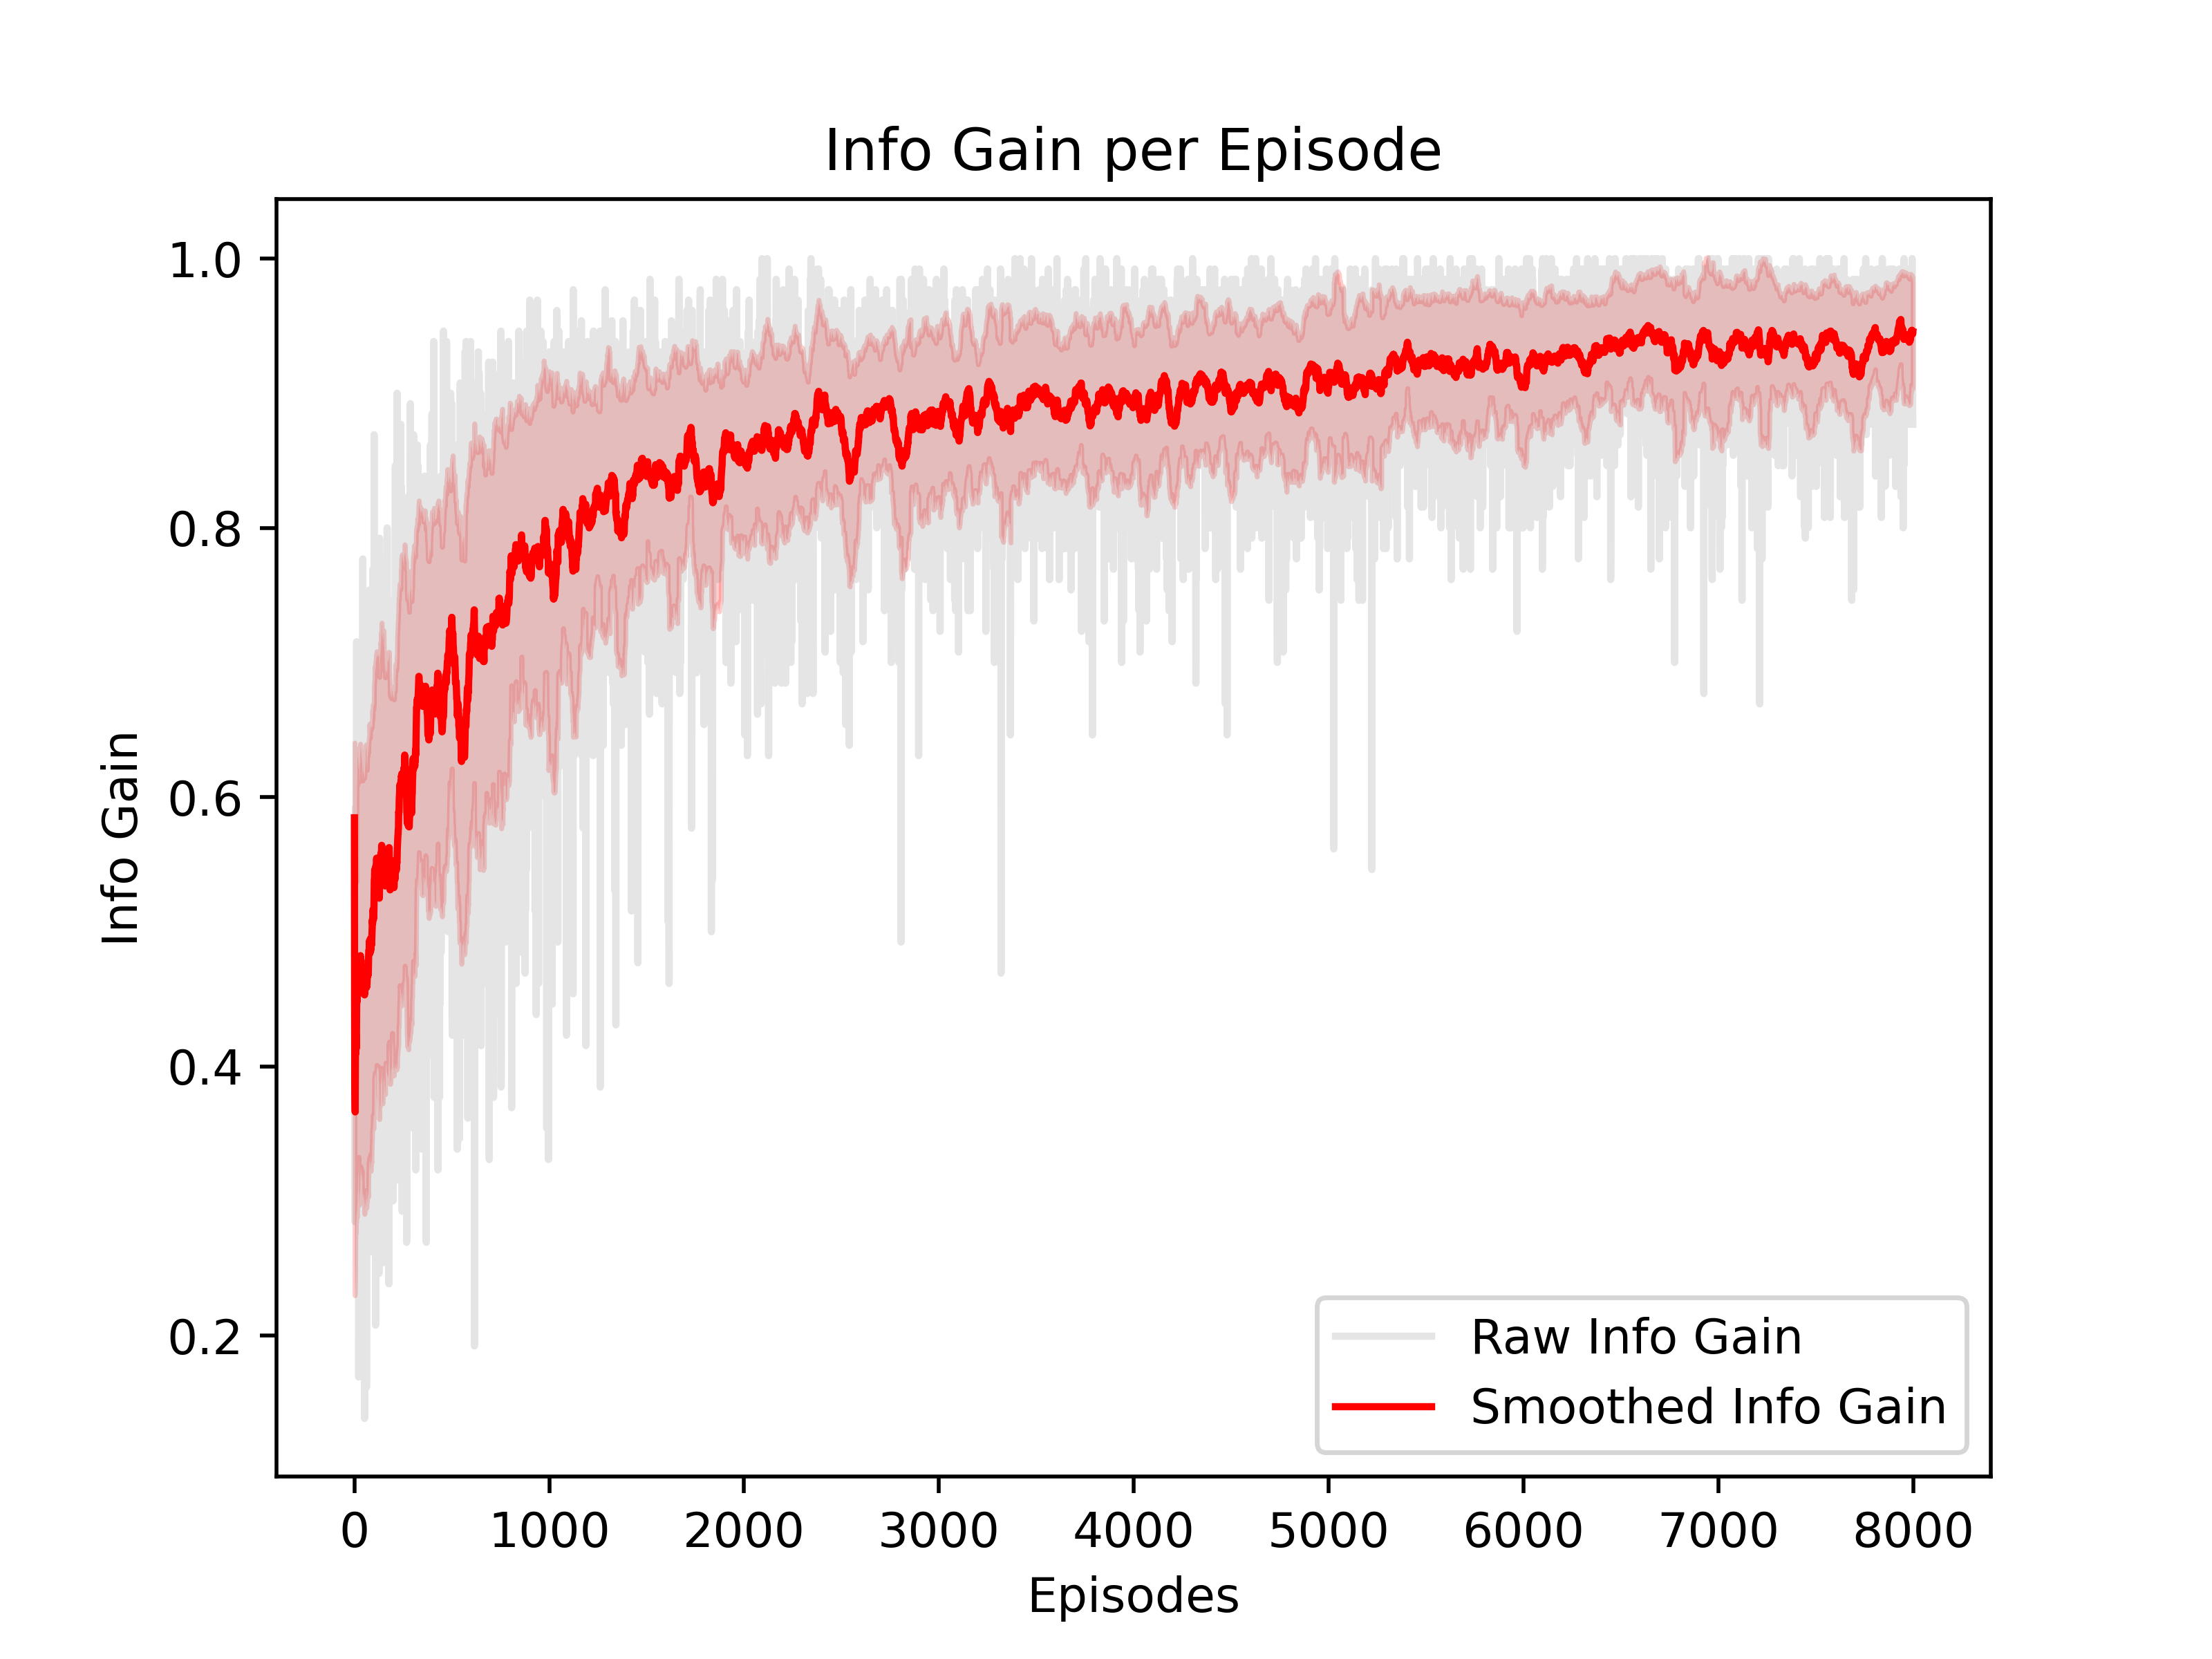 Info Gain per Episode
1.0
0.8
0.6
0.4
0.2
Info Gain
0 1000 2000 3000 4000 5000 6000 7000 8000
Episodes
Raw Info Gain
Smoothed Info Gain